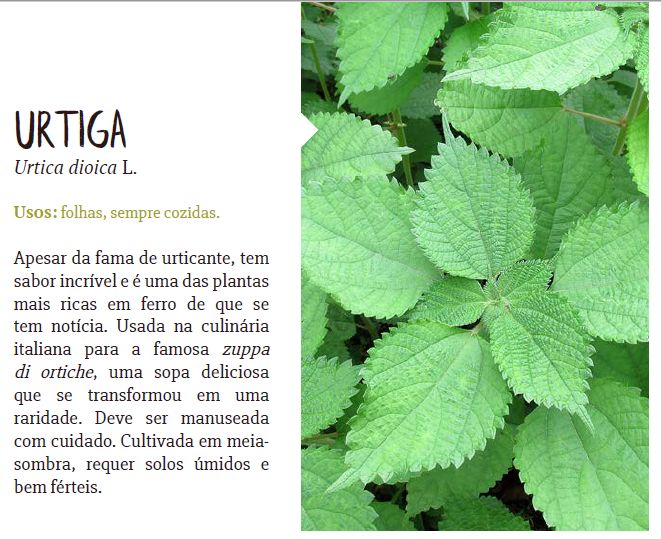 URTIGA
Urtica dioica L.
Usos: folhas, sempre cozidas.
Apesar da fama de urticante, tem
sabor incrível e é uma das plantas
mais ricas em ferro de que se
tem notícia. Usada na culinária
italiana para a famosa zuppa
di ortiche, uma sopa deliciosa
que se transformou em uma
raridade. Deve ser manuseada
com cuidado. Cultivada em meia-
sombra, requer solos úmidos e
bem férteis.